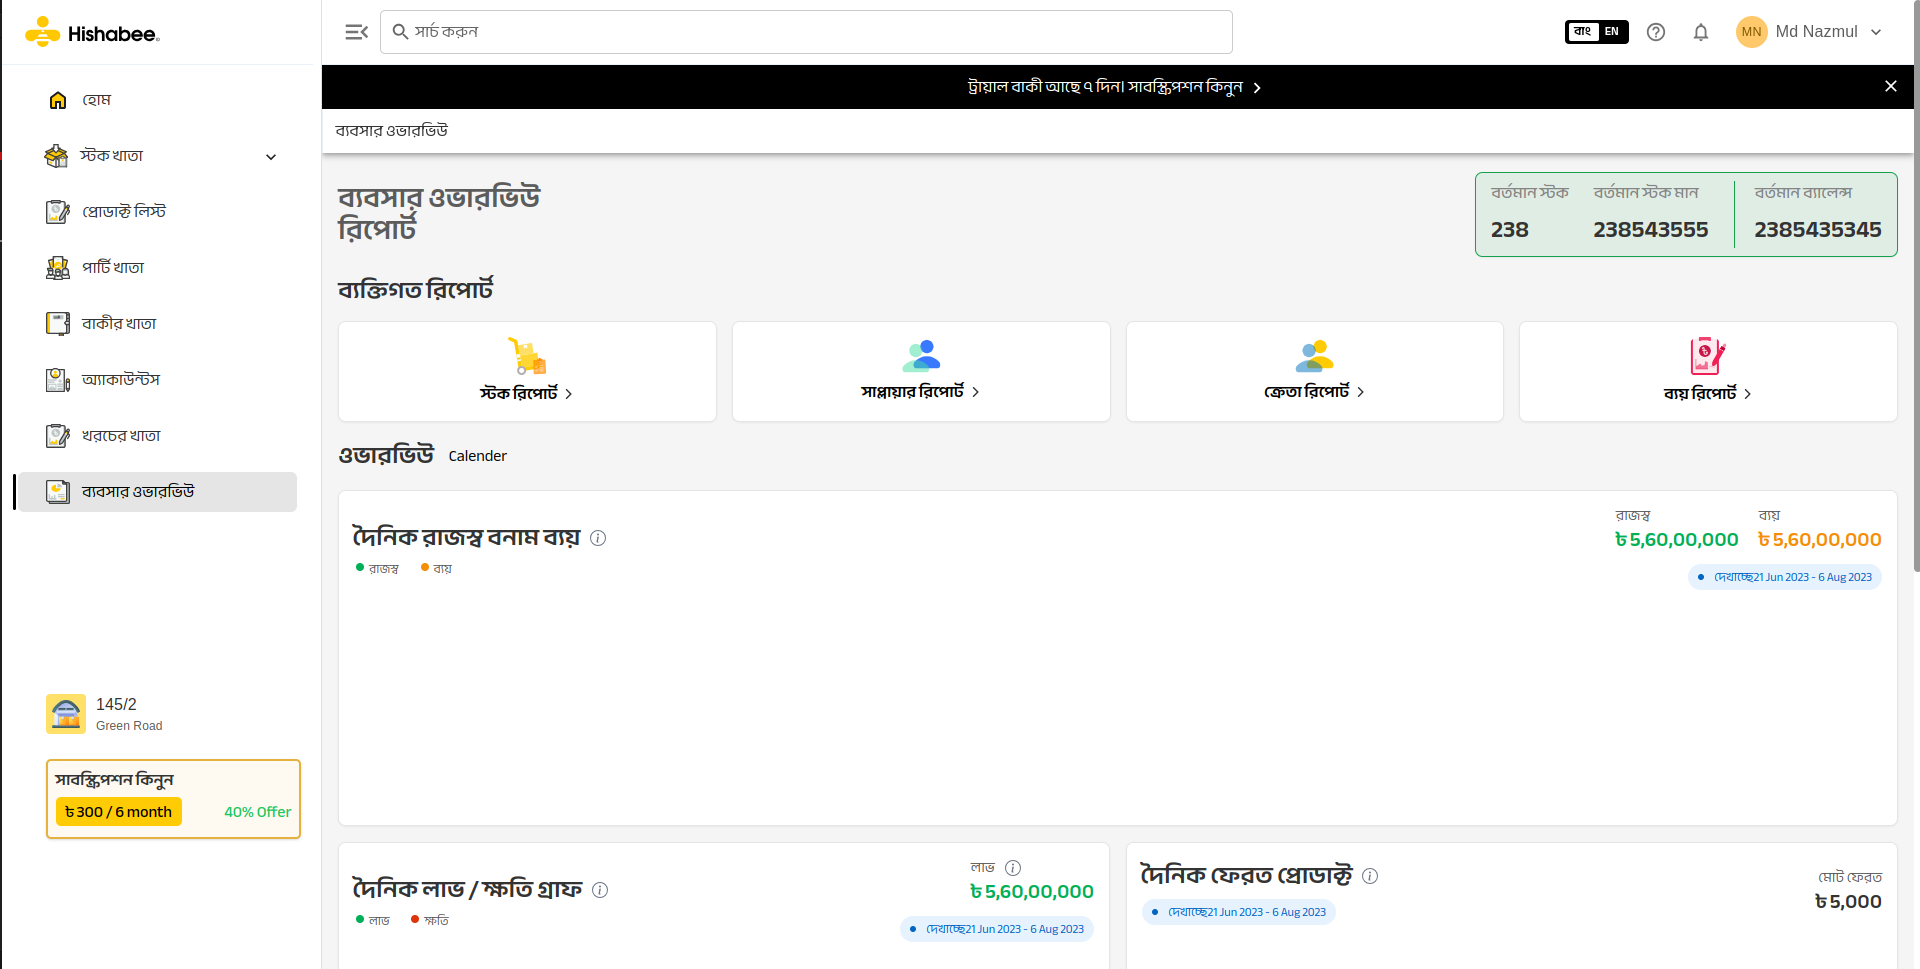 Hishabee
সার্চ করুন
বাং EN
MN Md Nazmul
ট্রায়াল বাকী আছে ৭ দিন। সাবস্ক্রিপশন কিনুন
ব্যবসার ওভারভিউ
হোম
স্টক খাতা
প্রোডাক্ট লিস্ট
পার্টি খাতা
বাকীর খাতা
অ্যাকাউন্টস
খরচের খাতা
ব্যবসার ওভারভিউ
145/2
Green Road
সাবস্ক্রিপশন কিনুন
৳ 300 / 6 month 40% Offer
ব্যবসার ওভারভিউ
রিপোর্ট
বর্তমান স্টক বর্তমান স্টক মান বর্তমান ব্যালেন্স
238 238543555 2385435345
ব্যক্তিগত রিপোর্ট
স্টক রিপোর্ট সাপ্লায়ার রিপোর্ট ক্রেতা রিপোর্ট ব্যয় রিপোর্ট
ওভারভিউ Calender
দৈনিক রাজস্ব বনাম ব্যয়
রাজস্ব ব্যয়
রাজস্ব ব্যয়
৳ 5,60,00,000 ৳ 5,60,00,000
দেখাচ্ছে21 Jun 2023 - 6 Aug 2023
দৈনিক লাভ / ক্ষতি গ্রাফ
লাভ ক্ষতি
লাভ
৳ 5,60,00,000
দেখাচ্ছে21 Jun 2023 - 6 Aug 2023
দৈনিক ফেরত প্রোডাক্ট
দেখাচ্ছে21 Jun 2023 - 6 Aug 2023
মোট ফেরত
৳ 5,000